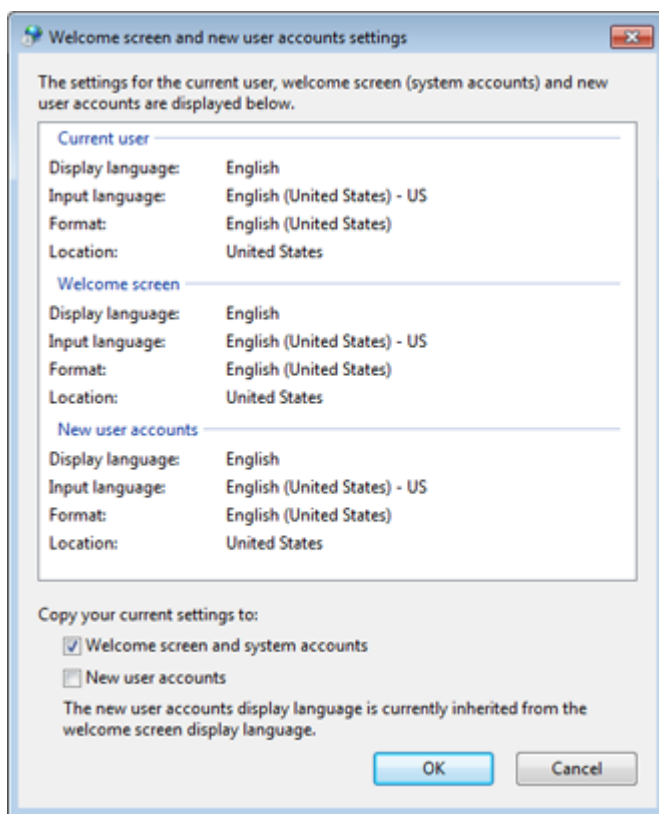 Welcome screen and new user accounts settings
The settings for the current user, welcome screen (system accounts) and new
user accounts are displayed below.
Current user
Display language: English
Input language: English (United States) - US
Format: English (United States)
Location: United States
Welcome screen
Display language: English
Input language: English (United States) - US
Format: English (United States)
Location: United States
New user accounts
Display language: English
Input language: English (United States) - US
Format: English (United States)
Location: United States
Copy your current settings to:
Welcome screen and system accounts
New user accounts
The new user accounts display language is currently inherited from the
welcome screen display language.
OK Cancel